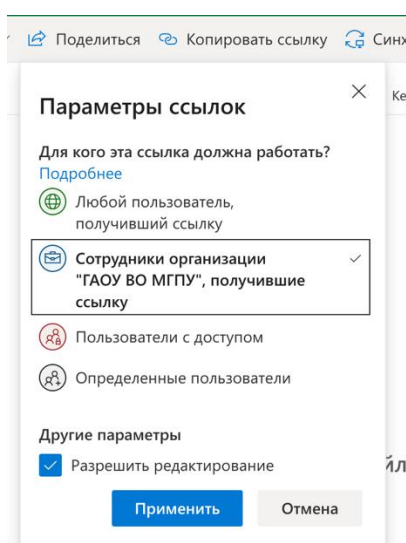 Поделиться Копировать ссылку
Параметры ссылок
Для кого эта ссылка должна работать?
Подробнее
Любой пользователь,
получивший ссылку
Сотрудники организации
"ГАОУ ВО МГПУ", получившие
ссылку
Пользователи с доступом
Определенные пользователи
Другие параметры
Разрешить редактирование
Применить Отмена